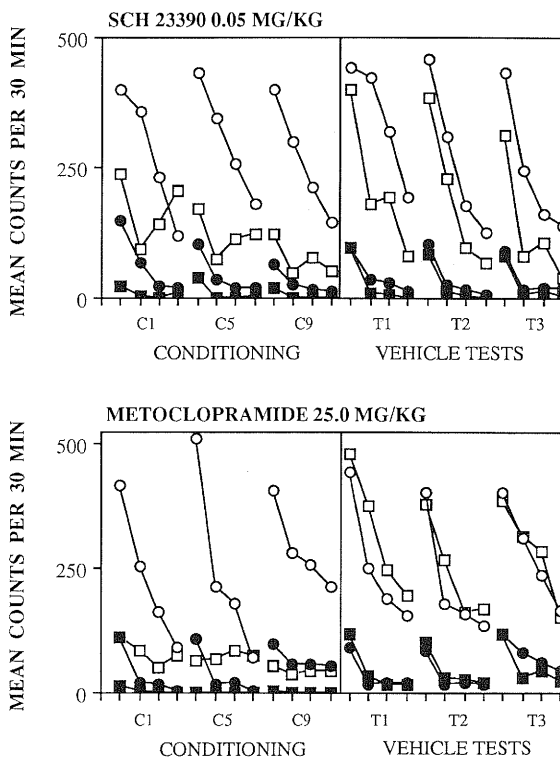 SCH 23390 0.05 MG/KG
MEAN COUNTS PER 30 MIN
500
250
0
C1 C5 C9 T1 T2 T3
CONDITIONING VEHICLE TESTS
METOCLOPRAMIDE 25.0 MG/KG
MEAN COUNTS PER 30 MIN
500
250
0
C1 C5 C9 T1 T2 T3
CONDITIONING VEHICLE TESTS